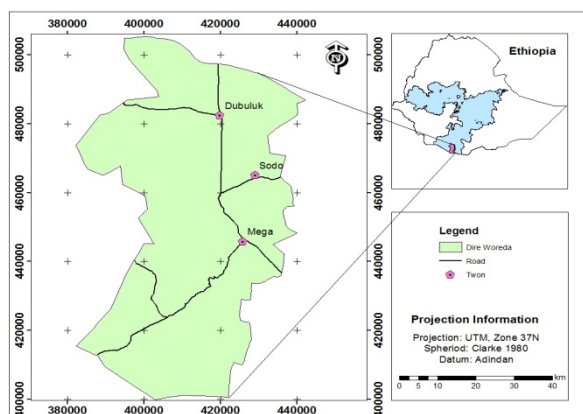 380000 400000 420000 440000
500000
480000
460000
440000
420000
400000
N
Dubuluk
Sodo
Mega
500000
480000
460000
440000
420000
400000
380000 400000 420000 440000
Ethiopia
Legend
Dire Woreda
Road
Twon
Projection Information
Projection: UTM, Zone 37N
Spheriod: Clarke 1980
Datum: Adindan
km
0 5 10 20 30 40